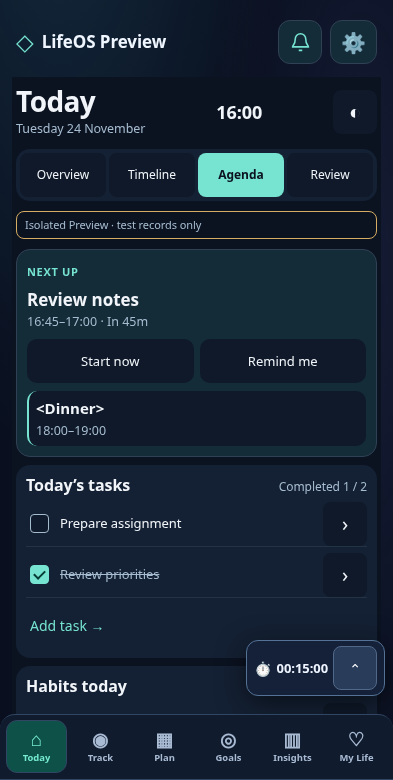 LifeOS Preview
Today
Tuesday 24 November
16:00
Overview
Timeline
Agenda
Review
Isolated Preview · test records only
NEXT UP
Review notes
16:45–17:00 · In 45m
Start now
Remind me
<Dinner>
18:00–19:00
Today's tasks
Completed 1 / 2
Prepare assignment
Review priorities
Add task →
00:15:00
Habits today
Today
Track
Plan
Goals
Insights
My Life